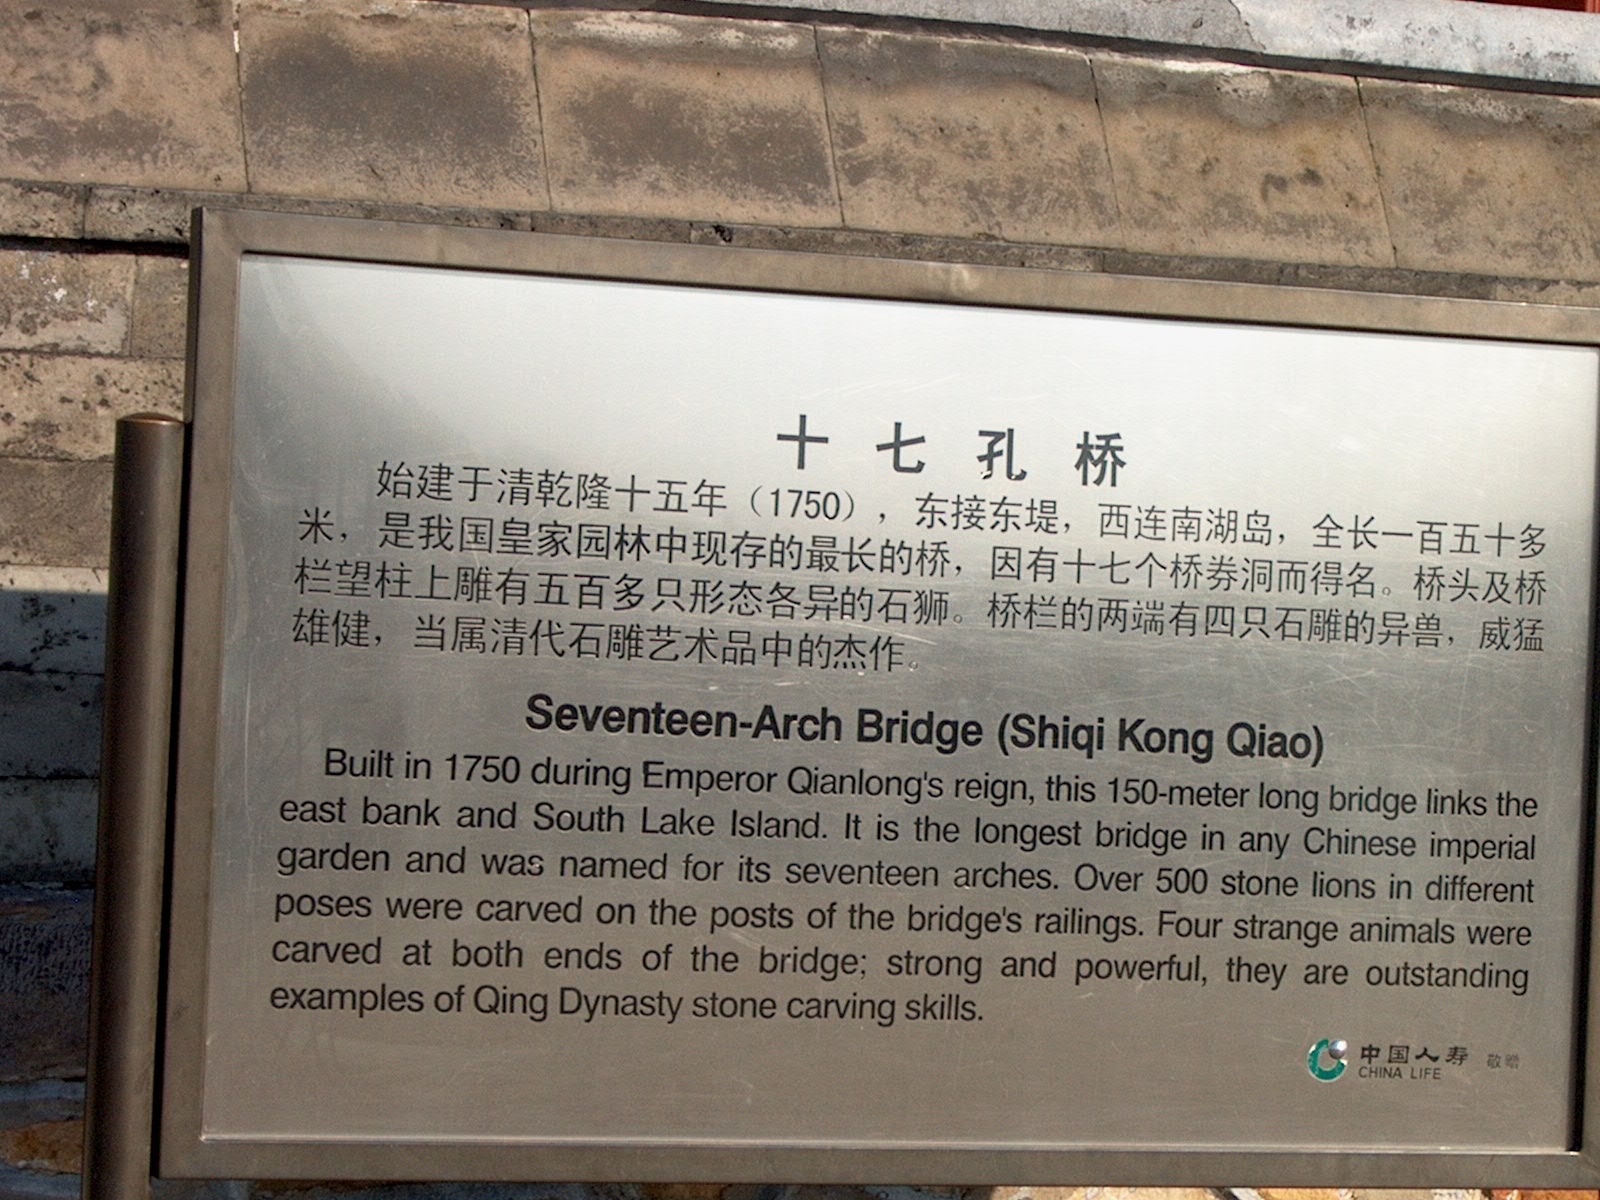 十七孔桥
始建于清乾隆十五年（1750），东接东堤，西连南湖岛，全长一百五十多
米，是我国皇家园林中现存的最长的桥，因有十七个桥券洞而得名。桥头及桥
栏望柱上雕有五百多只形态各异的石狮。桥栏的两端有四只石雕的异兽，威猛
雄健，当属清代石雕艺术品中的杰作。
Seventeen-Arch Bridge (Shiqi Kong Qiao)
Built in 1750 during Emperor Qianlong's reign, this 150-meter long bridge links the
east bank and South Lake Island. It is the longest bridge in any Chinese imperial
garden and was named for its seventeen arches. Over 500 stone lions in different
poses were carved on the posts of the bridge's railings. Four strange animals were
carved at both ends of the bridge; strong and powerful, they are outstanding
examples of Qing Dynasty stone carving skills.
中国人寿 敬赠
CHINA LIFE